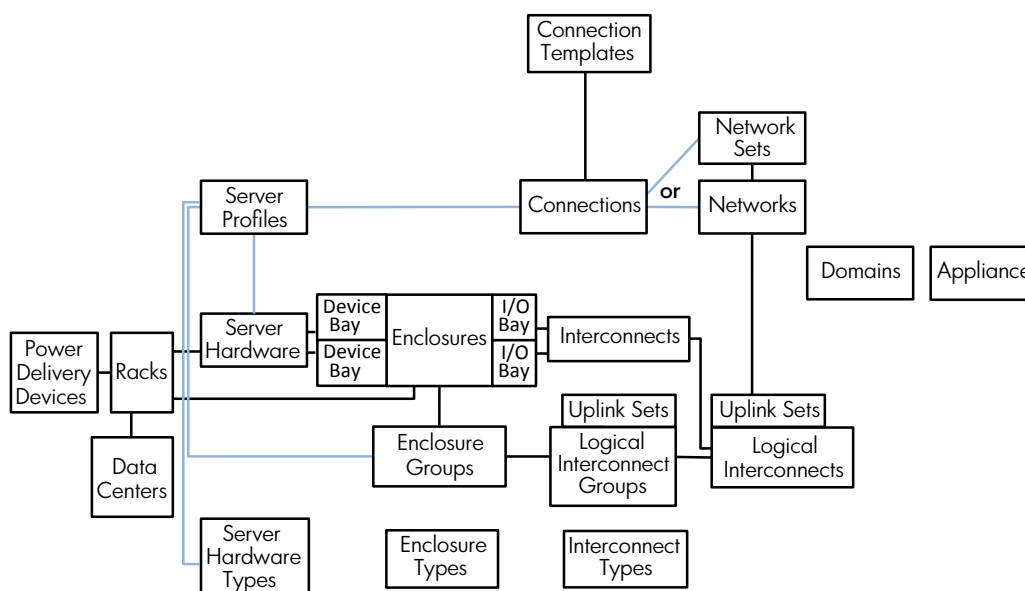 Connection
Templates
Network
Sets
Server
Profiles
Connections
or
Networks
Domains
Appliance
Device
Bay
Enclosures
I/O
Bay
Server
Hardware
Interconnects
Device
Bay
I/O
Bay
Power
Delivery
Devices
Racks
Uplink Sets
Uplink Sets
Enclosure
Groups
Logical
Interconnect
Groups
Logical
Interconnects
Data
Centers
Server
Hardware
Types
Enclosure
Types
Interconnect
Types